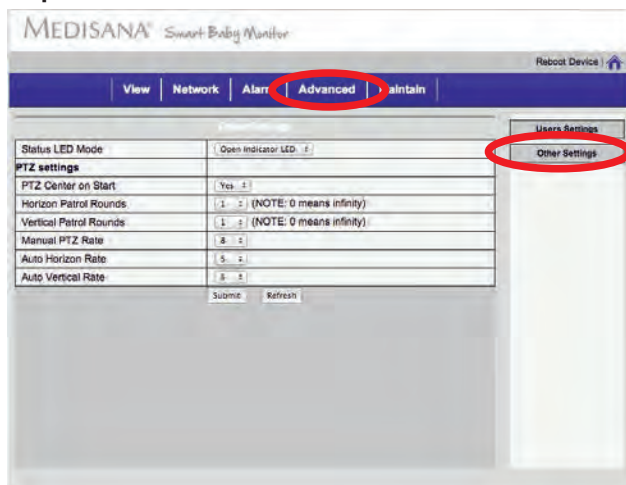 MEDISANA® Smart Baby Monitor
Reboot Device |
View | Network | Advanced
Users Settings
Status LED Mode Open Indicator LED
Other Settings
PTZ settings
PTZ Center on Start Yes
Horizon Patrol Rounds 1 (NOTE: 0 means infinity)
Vertical Patrol Rounds 1 (NOTE: 0 means infinity)
Manual PTZ Rate 8
Auto Horizon Rate 5
Auto Vertical Rate
Submit Refresh